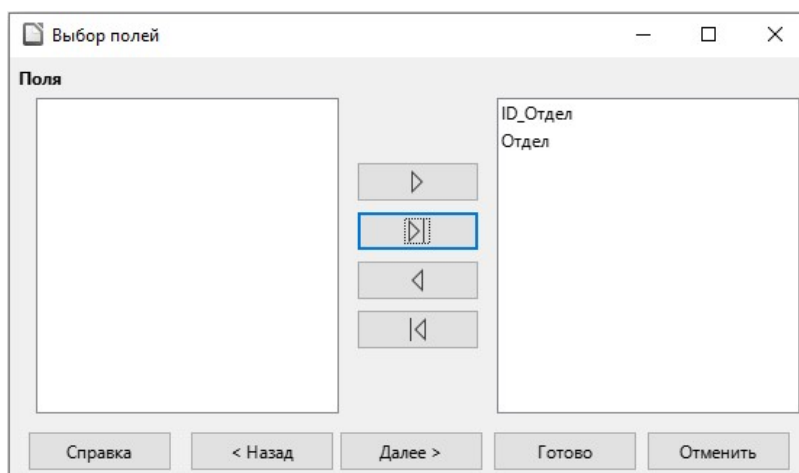 Выбор полей
Поля
ID_Отдел
Отдел
Справка
< Назад
Далее >
Готово
Отменить